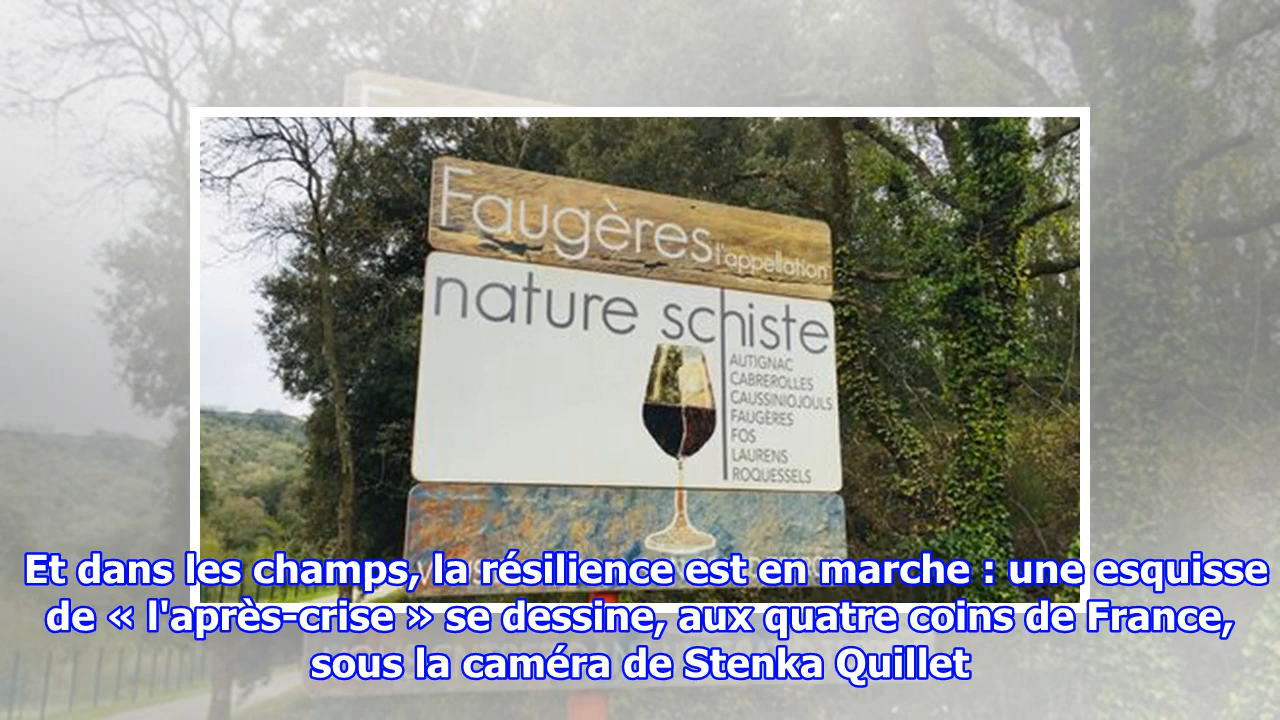 Faugères l'appellation
nature schiste
AUTIGNAC
CABREROLLES
CAUSSINIOJOULS
FAUGÈRES
FOS
LAURENS
ROQUESSELS
Et dans les champs, la résilience est en marche : une esquisse
de « l'après-crise » se dessine, aux quatre coins de France,
sous la caméra de Stenka Quillet